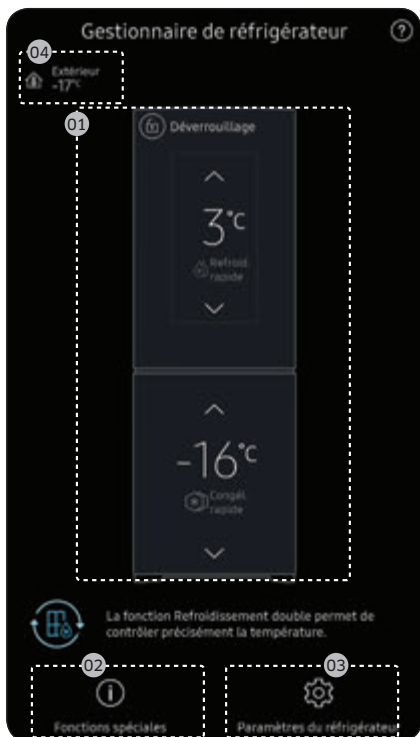 Gestionnaire de réfrigérateur ?
04
Extérieur
-17°C
01
Déverrouillage
3°C
Refroid.
rapide
-16°C
Congél.
rapide
La fonction Refroidissement double permet de
contrôler précisément la température.
02
03
Fonctions spéciales
Paramètres du réfrigérateur